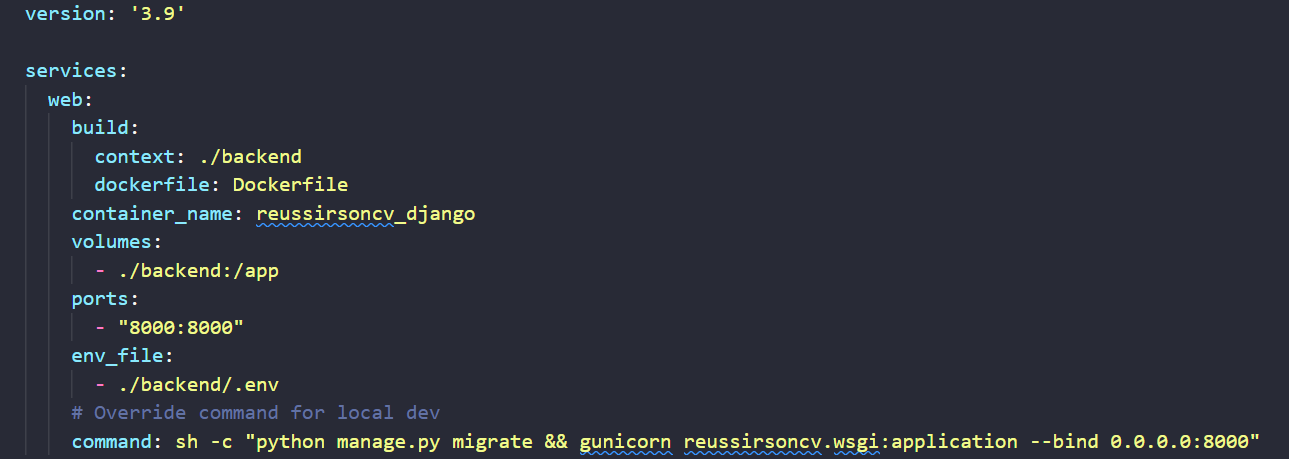 version: '3.9'

services:
  web:
    build:
      context: ./backend
      dockerfile: Dockerfile
    container_name: reussirsoncv_django
    volumes:
      - ./backend:/app
    ports:
      - "8000:8000"
    env_file:
      - ./backend/.env
    # Override command for local dev
    command: sh -c "python manage.py migrate && gunicorn reussirsoncv.wsgi:application --bind 0.0.0.0:8000"